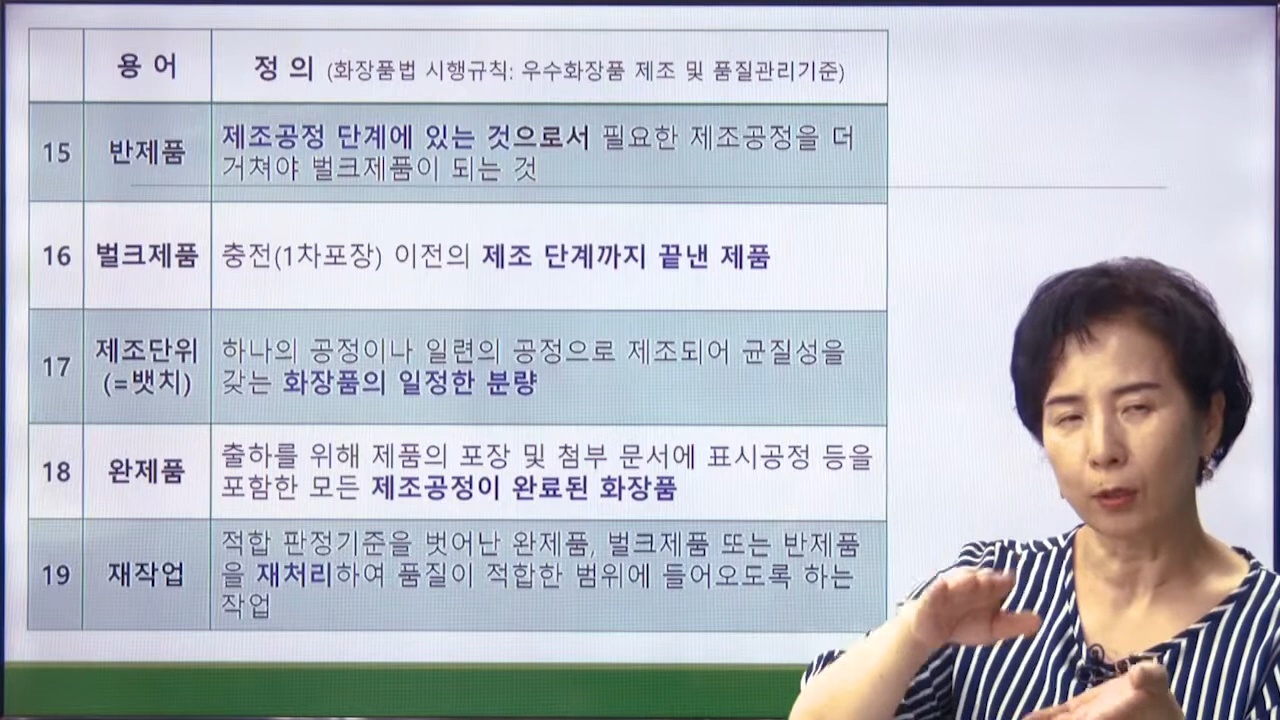 용 어
정 의 (화장품법 시행규칙: 우수화장품 제조 및 품질관리기준)
15
반제품
제조공정 단계에 있는 것으로서 필요한 제조공정을 더
거쳐야 벌크제품이 되는 것
16
벌크제품
충전(1차포장) 이전의 제조 단계까지 끝낸 제품
17
제조단위
(=뱃치)
하나의 공정이나 일련의 공정으로 제조되어 균질성을
갖는 화장품의 일정한 분량
18
완제품
출하를 위해 제품의 포장 및 첨부 문서에 표시공정 등을
포함한 모든 제조공정이 완료된 화장품
19
재작업
적합 판정기준을 벗어난 완제품, 벌크제품 또는 반제품
을 재처리하여 품질이 적합한 범위에 들어오도록 하는
작업